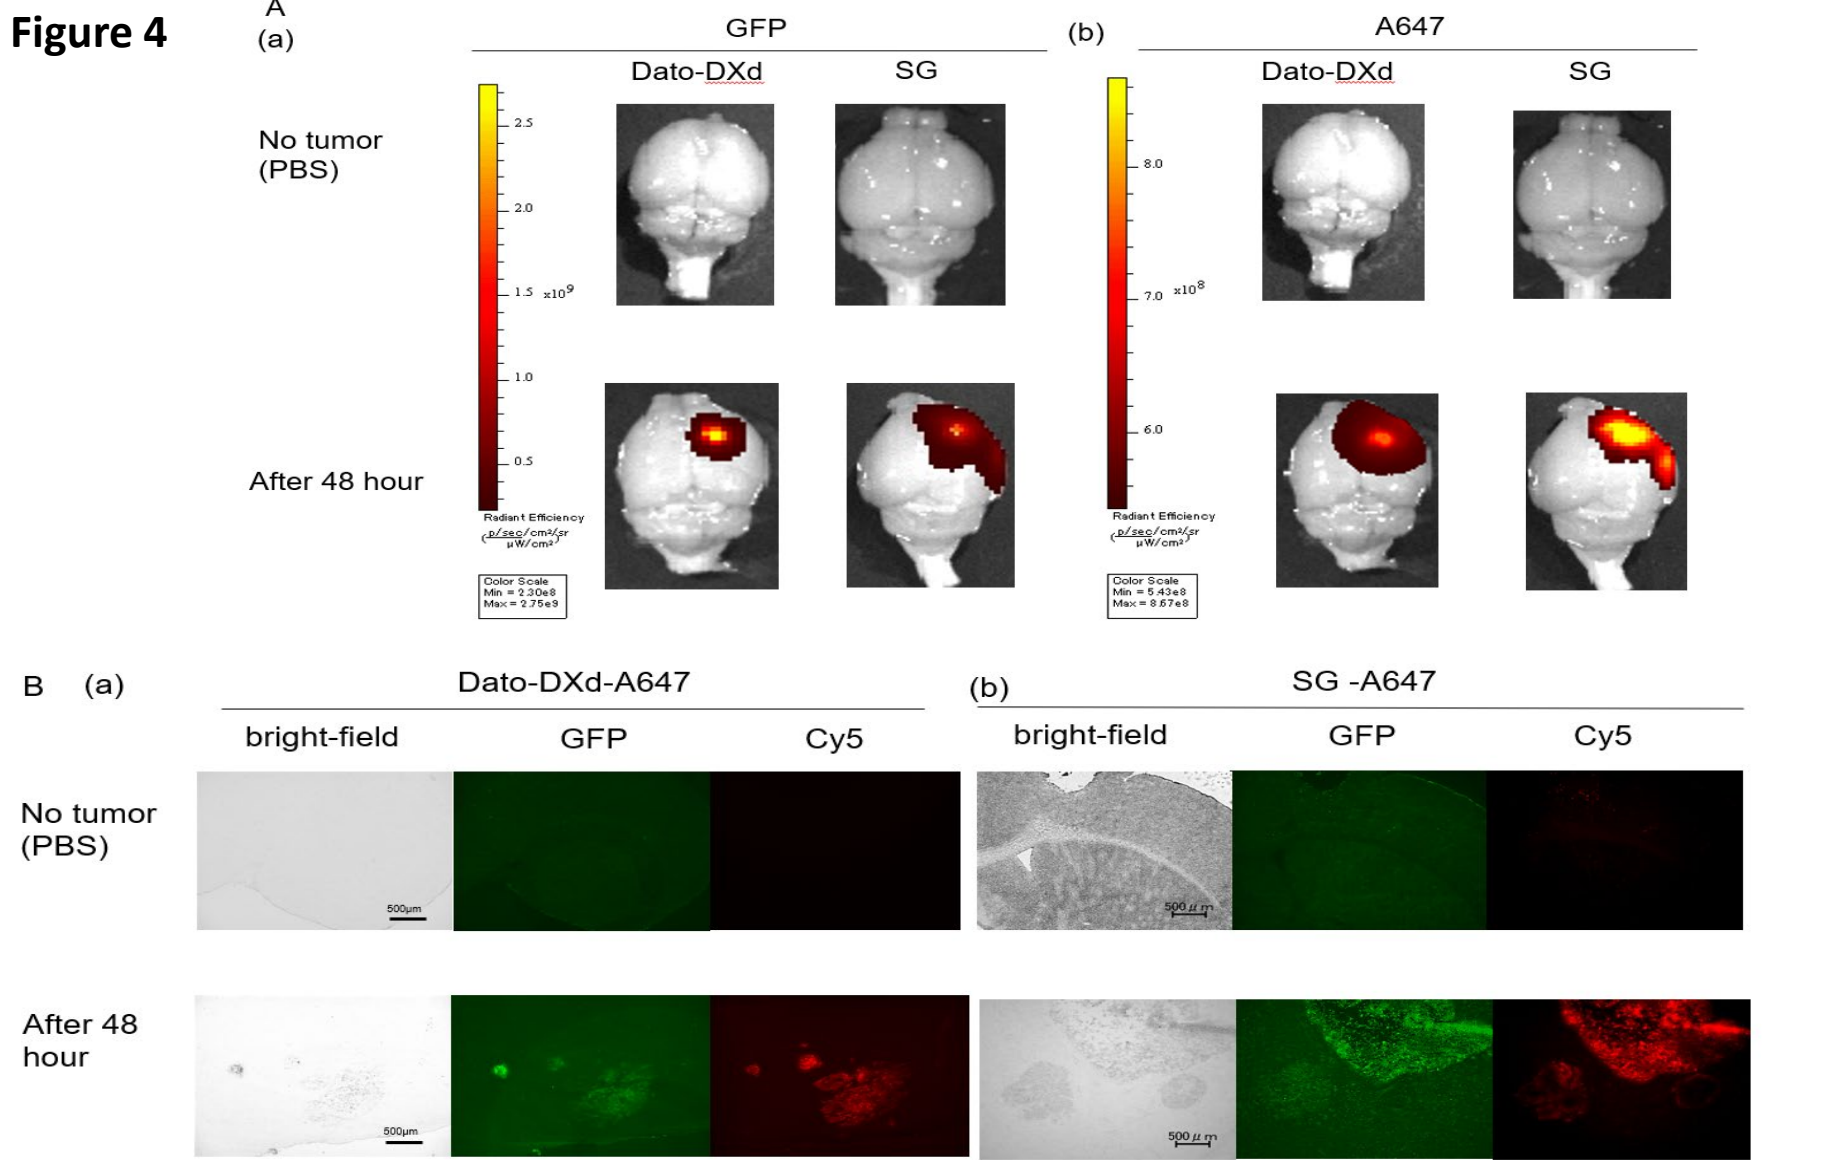 Figure 4
A
(a)
GFP
(b)
A647
Dato-DXd
SG
Dato-DXd
SG
No tumor
(PBS)
2.5
2.0
1.5
x10⁹
1.0
0.5
8.0
7.0
x10⁸
6.0
After 48 hour
Radiant Efficiency
(p/sec/cm²/sr
µW/cm²)
Color Scale
Min = 2.30e8
Max = 2.75e9
Radiant Efficiency
(p/sec/cm²/sr
µW/cm²)
Color Scale
Min = 5.43e8
Max = 8.67e8
B
(a)
Dato-DXd-A647
(b)
SG -A647
bright-field
GFP
Cy5
bright-field
GFP
Cy5
No tumor
(PBS)
500µm
500µm
After 48
hour
500µm
500µm